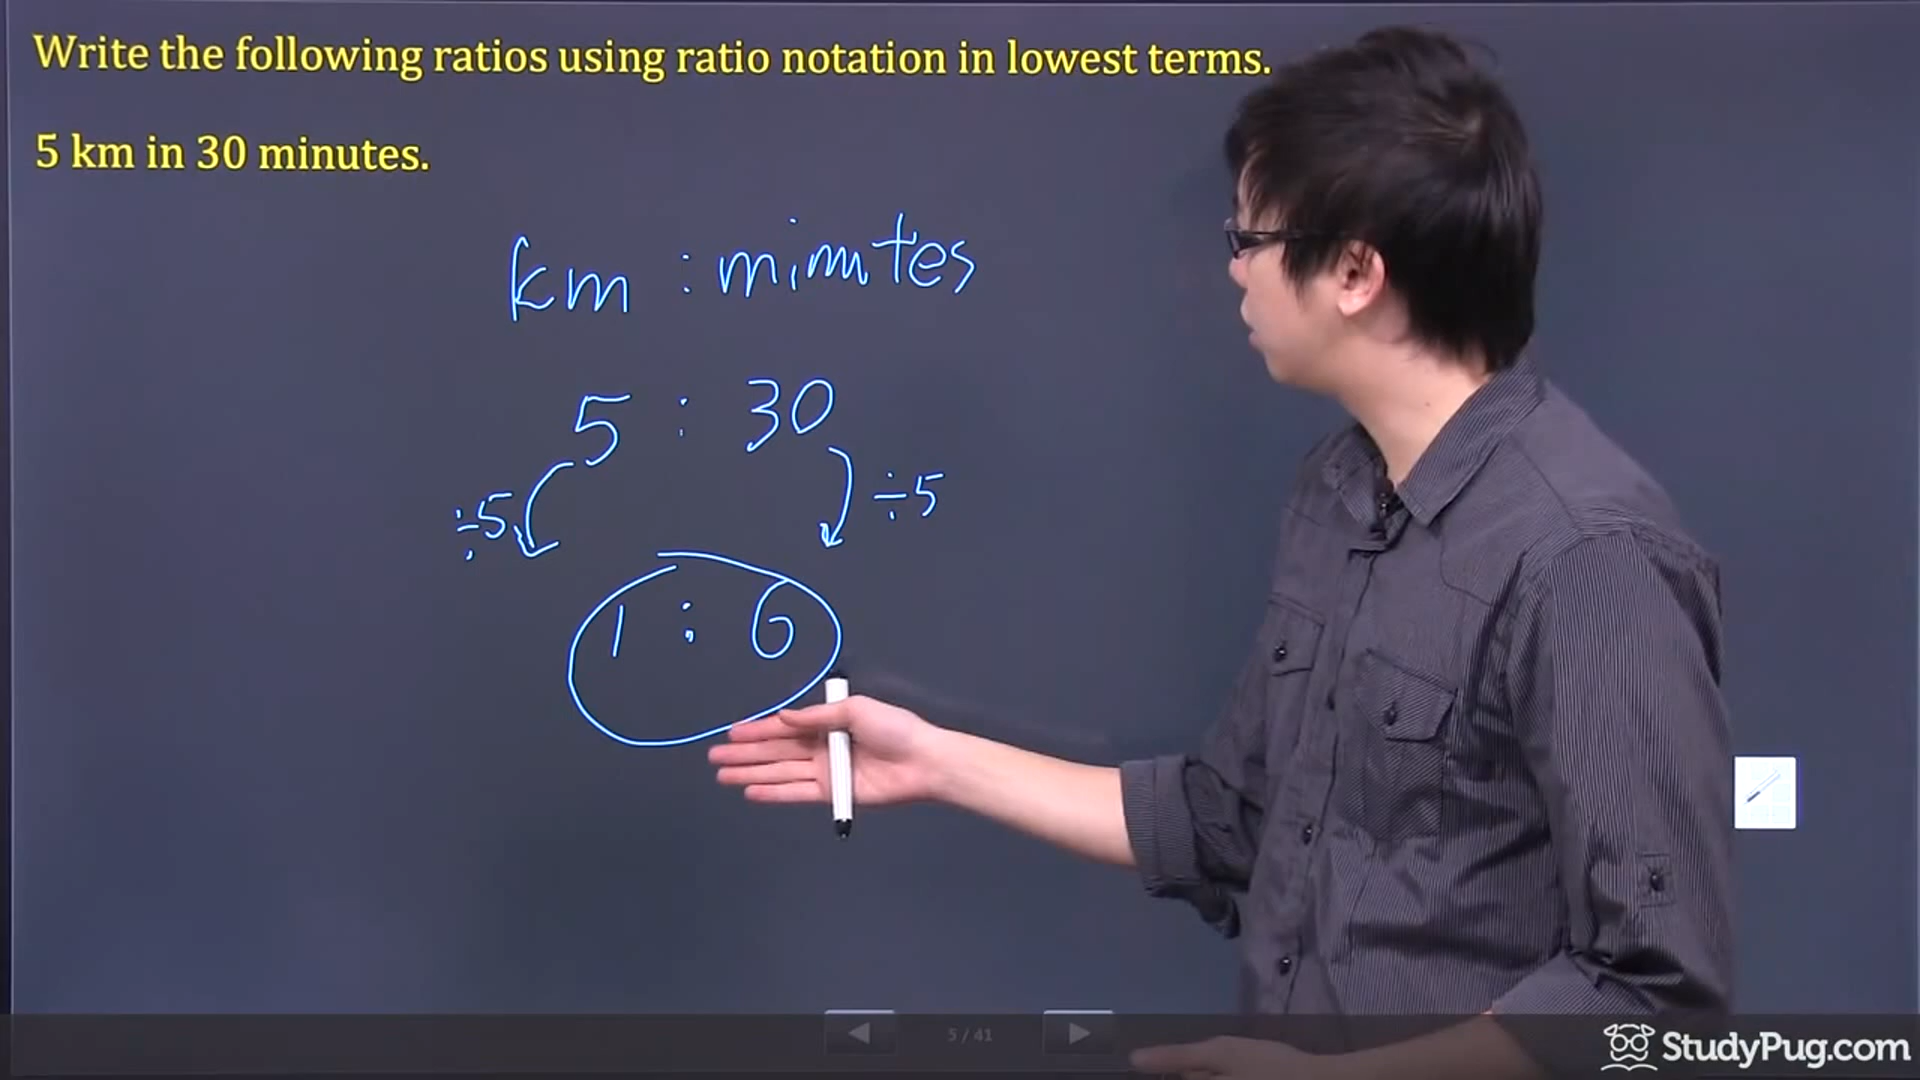 Write the following ratios using ratio notation in lowest terms.
5 km in 30 minutes.
km : minutes
5 : 30
÷5 ÷5
1 : 6
5 / 41
StudyPug.com